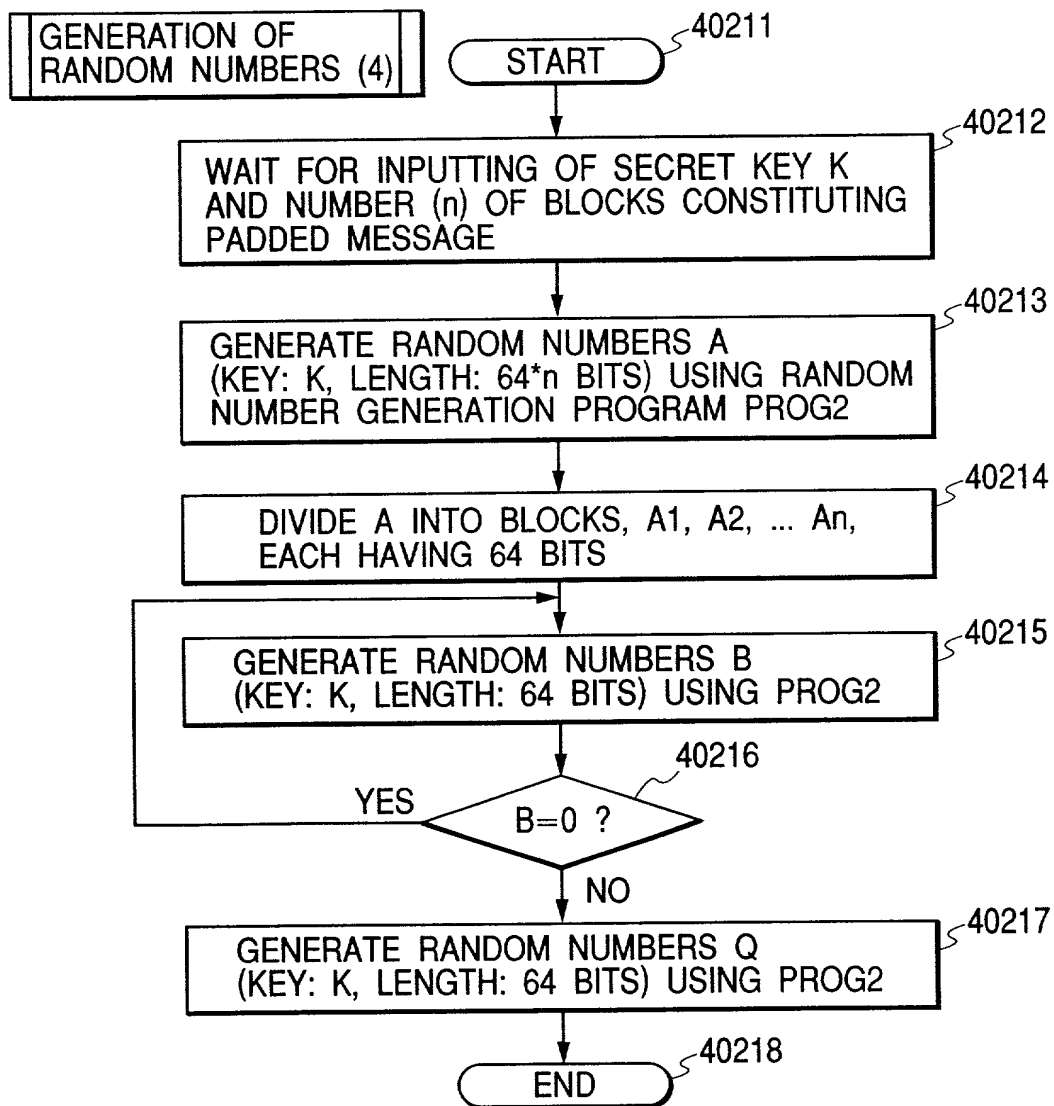 GENERATION OF
RANDOM NUMBERS (4)
START
40211
40212
WAIT FOR INPUTTING OF SECRET KEY K
AND NUMBER (n) OF BLOCKS CONSTITUTING
PADDED MESSAGE
40213
GENERATE RANDOM NUMBERS A
(KEY: K, LENGTH: 64*n BITS) USING RANDOM
NUMBER GENERATION PROGRAM PROG2
40214
DIVIDE A INTO BLOCKS, A1, A2, ... An,
EACH HAVING 64 BITS
40215
GENERATE RANDOM NUMBERS B
(KEY: K, LENGTH: 64 BITS) USING PROG2
40216
YES
B=0 ?
NO
40217
GENERATE RANDOM NUMBERS Q
(KEY: K, LENGTH: 64 BITS) USING PROG2
40218
END